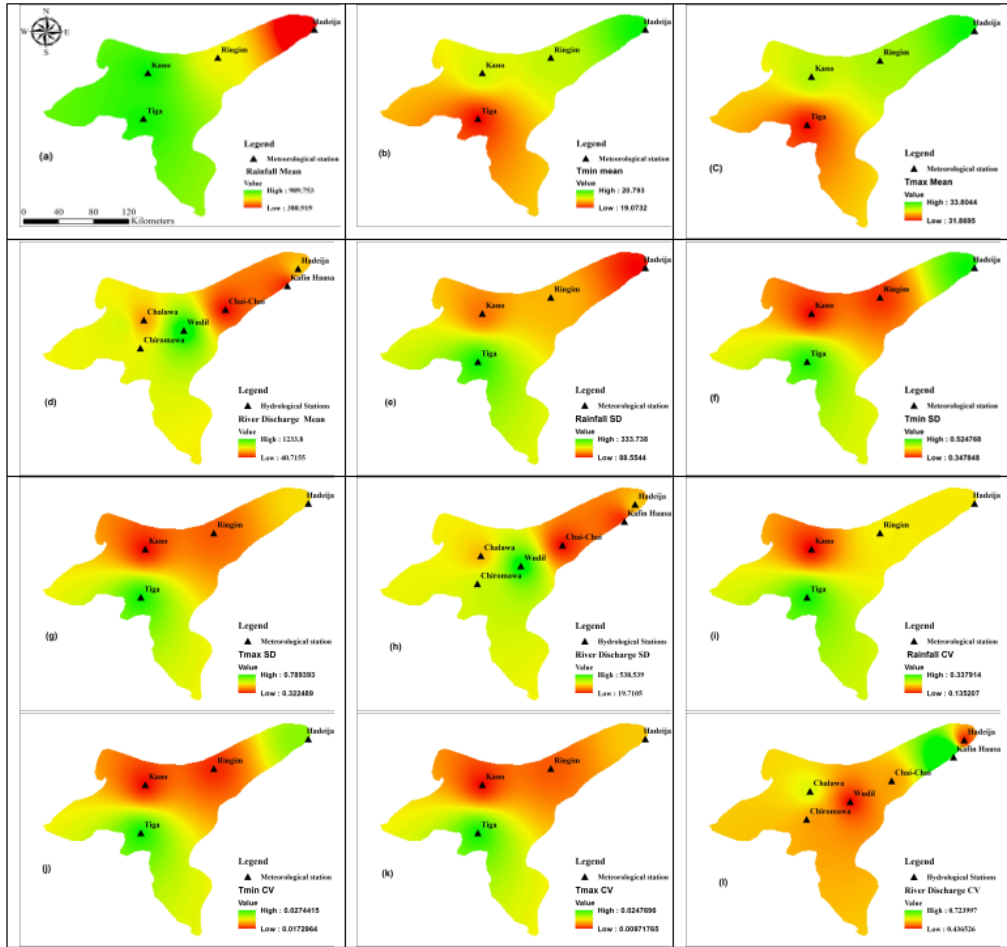 N
W E
S
Hadeija
Ringim
Kano
Tiga
(a)
Legend
Meteorological station
Rainfall Mean
Value
High : 989.753
Low : 380.919
0 40 80 120
Kilometers
Hadeija
Ringim
Kano
Tiga
(b)
Legend
Meteorological station
Tmin mean
Value
High : 20.793
Low : 19.0732
Hadeija
Ringim
Kano
Tiga
(C)
Legend
Meteorological station
Tmax Mean
Value
High : 33.8044
Low : 31.8695
Hadeija
Kafin Hausa
Chai-Chai
Chalawa
Wudil
Chiromawa
(d)
Legend
Hydrological Stations
River Discharge Mean
Value
High : 1233.8
Low : 40.7155
Hadeija
Ringim
Kano
Tiga
(e)
Legend
Meteorological station
Rainfall SD
Value
High : 333.738
Low : 88.5544
Hadeija
Ringim
Kano
Tiga
(f)
Legend
Meteorological station
Tmin SD
Value
High : 0.524768
Low : 0.347848
Hadeija
Ringim
Kano
Tiga
(g)
Legend
Meteorological station
Tmax SD
Value
High : 0.789393
Low : 0.322489
Hadeija
Kafin Hausa
Chai-Chai
Chalawa
Wudil
Chiromawa
(h)
Legend
Hydrological Stations
River Discharge SD
Value
High : 538.539
Low : 19.7105
Hadeija
Ringim
Kano
Tiga
(i)
Legend
Meteorological station
Rainfall CV
Value
High : 0.337914
Low : 0.135207
Hadeija
Ringim
Kano
Tiga
(j)
Legend
Meteorological station
Tmin CV
Value
High : 0.0274415
Low : 0.0172964
Hadeija
Ringim
Kano
Tiga
(k)
Legend
Meteorological station
Tmax CV
Value
High : 0.0247696
Low : 0.00971765
Hadeija
Kafin Hausa
Chai-Chai
Chalawa
Wudil
Chiromawa
(l)
Legend
Hydrological Stations
River Discharge CV
Value
High : 0.723997
Low : 0.436526